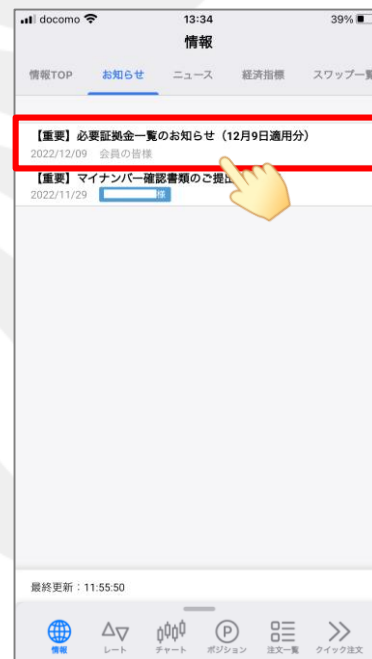 docomo 13:34 39%
情報
情報TOP お知らせ ニュース 経済指標 スワップ一
【重要】必要証拠金一覧のお知らせ（12月9日適用分）
2022/12/09 会員の皆様
【重要】マイナンバー確認書類のご提
2022/11/29 様
最終更新：11:55:50
情報 レート チャート ポジション 注文一覧 クイック注文